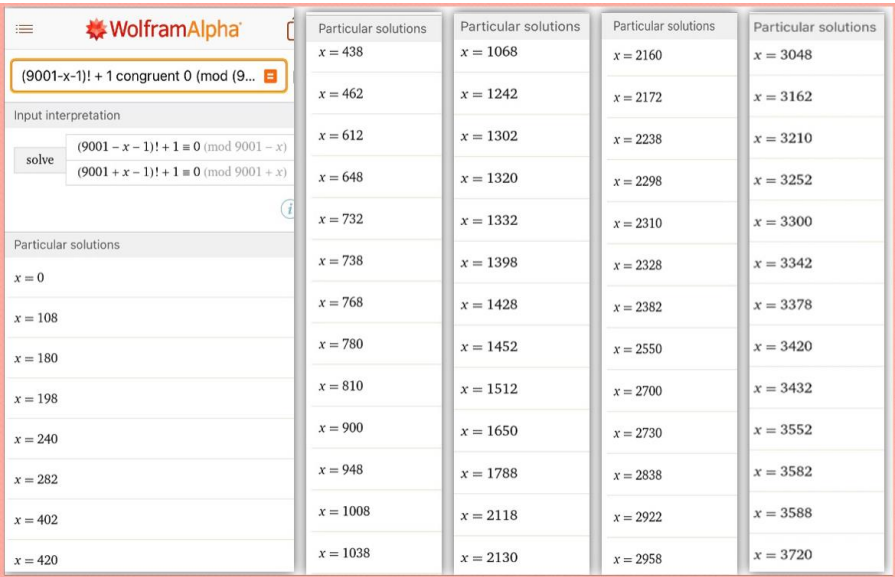 WolframAlpha
(9001-x-1)! + 1 congruent 0 (mod (9...
Input interpretation
solve
(9001 − x − 1)! + 1 ≡ 0 (mod 9001 − x)
(9001 + x − 1)! + 1 ≡ 0 (mod 9001 + x)
i
Particular solutions
x = 0
x = 108
x = 180
x = 198
x = 240
x = 282
x = 402
x = 420
Particular solutions
x = 438
x = 462
x = 612
x = 648
x = 732
x = 738
x = 768
x = 780
x = 810
x = 900
x = 948
x = 1008
x = 1038
Particular solutions
x = 1068
x = 1242
x = 1302
x = 1320
x = 1332
x = 1398
x = 1428
x = 1452
x = 1512
x = 1650
x = 1788
x = 2118
x = 2130
Particular solutions
x = 2160
x = 2172
x = 2238
x = 2298
x = 2310
x = 2328
x = 2382
x = 2550
x = 2700
x = 2730
x = 2838
x = 2922
x = 2958
Particular solutions
x = 3048
x = 3162
x = 3210
x = 3252
x = 3300
x = 3342
x = 3378
x = 3420
x = 3432
x = 3552
x = 3582
x = 3588
x = 3720